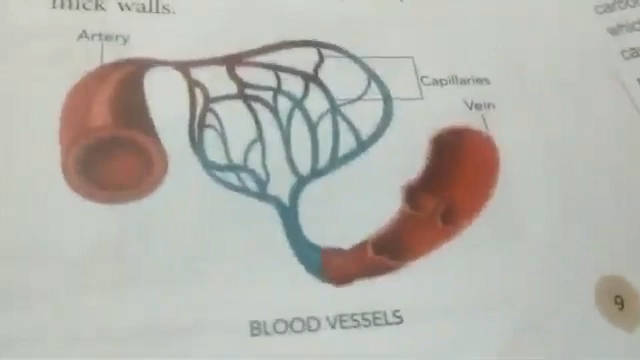 thick walls.
Artery
Capillaries
Vein
BLOOD VESSELS
9